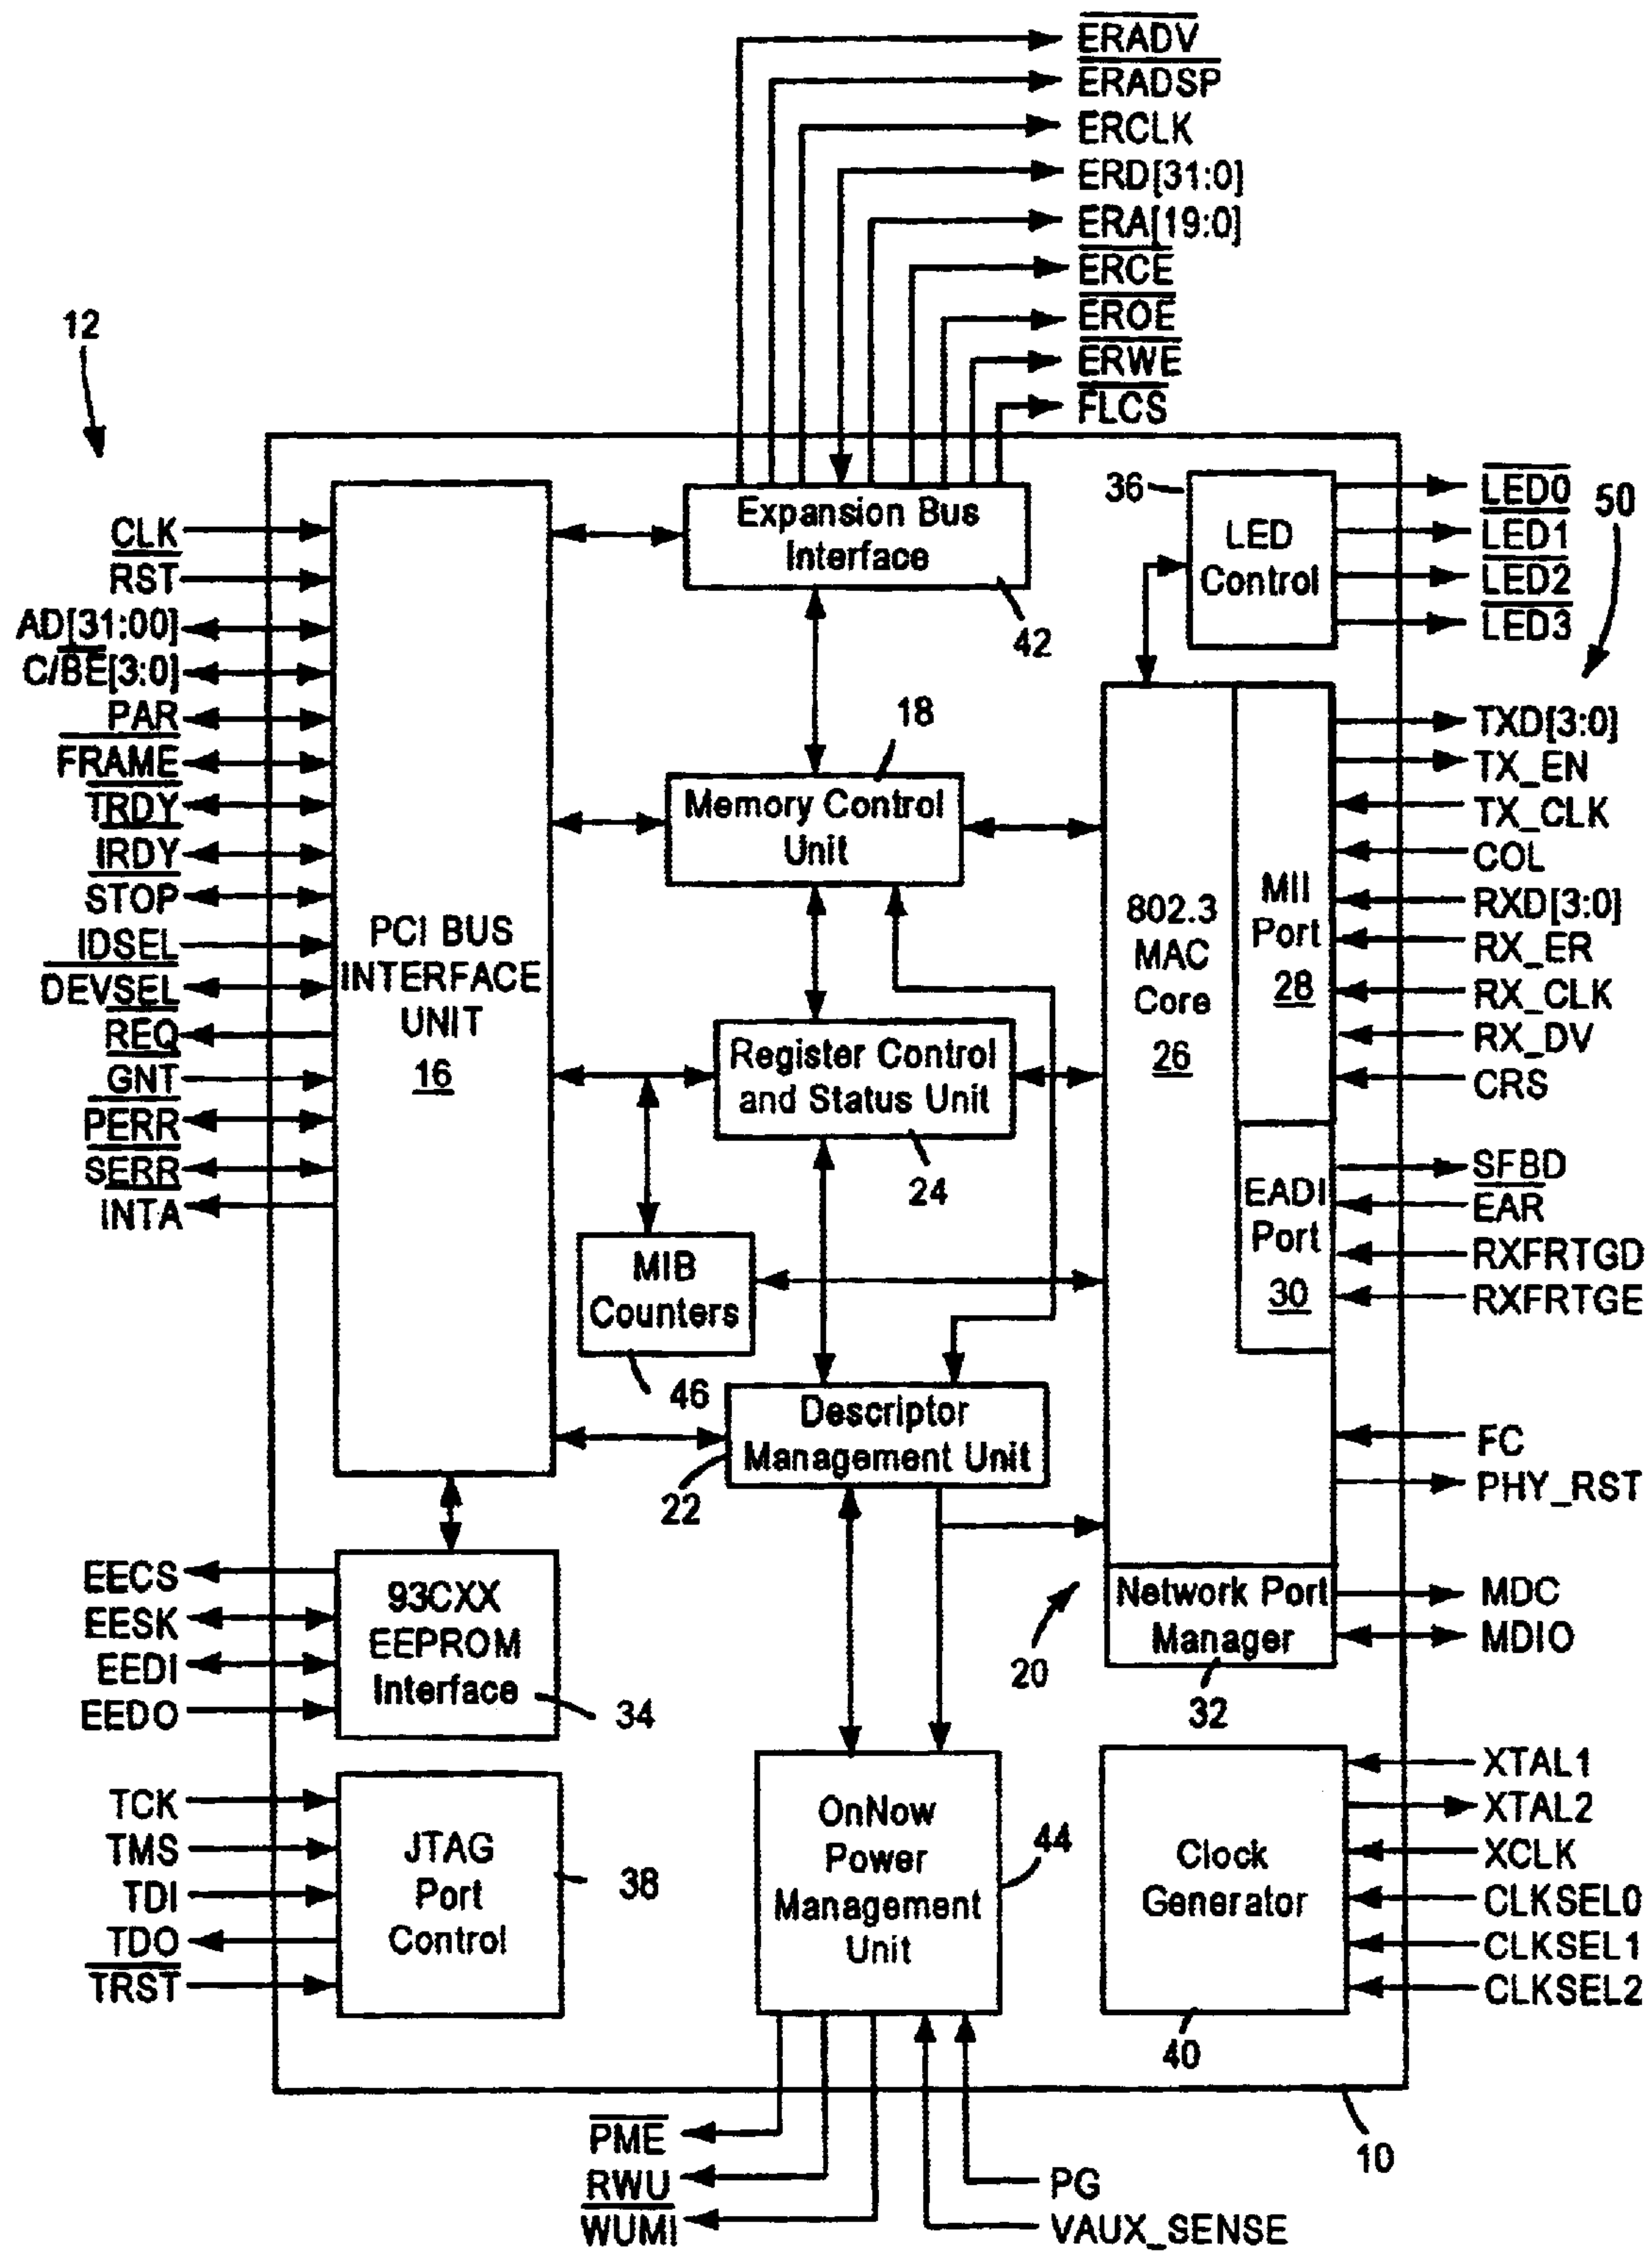 ERADV
ERADSP
ERCLK
ERD[31:0]
ERA[19:0]
ERCE
EROE
ERWE
FLCS
12
CLK
RST
AD[31:00]
C/BE[3:0]
PAR
FRAME
TRDY
IRDY
STOP
IDSEL
DEVSEL
REQ
GNT
PERR
SERR
INTA
PCI BUS
INTERFACE
UNIT
16
Expansion Bus
Interface
42
36
LED
Control
LED0
LED1
LED2
LED3
50
18
Memory Control
Unit
Register Control
and Status Unit
24
MIB
Counters
46
Descriptor
Management Unit
22
802.3
MAC
Core
26
MII
Port
28
EADI
Port
30
TXD[3:0]
TX_EN
TX_CLK
COL
RXD[3:0]
RX_ER
RX_CLK
RX_DV
CRS
SFBD
EAR
RXFRTGD
RXFRTGE
FC
PHY_RST
20
Network Port
Manager
32
MDC
MDIO
EECS
EESK
EEDI
EEDO
93CXX
EEPROM
Interface
34
TCK
TMS
TDI
TDO
TRST
JTAG
Port
Control
38
OnNow
Power
Management
Unit
44
Clock
Generator
40
XTAL1
XTAL2
XCLK
CLKSEL0
CLKSEL1
CLKSEL2
10
PME
RWU
WUMI
PG
VAUX_SENSE